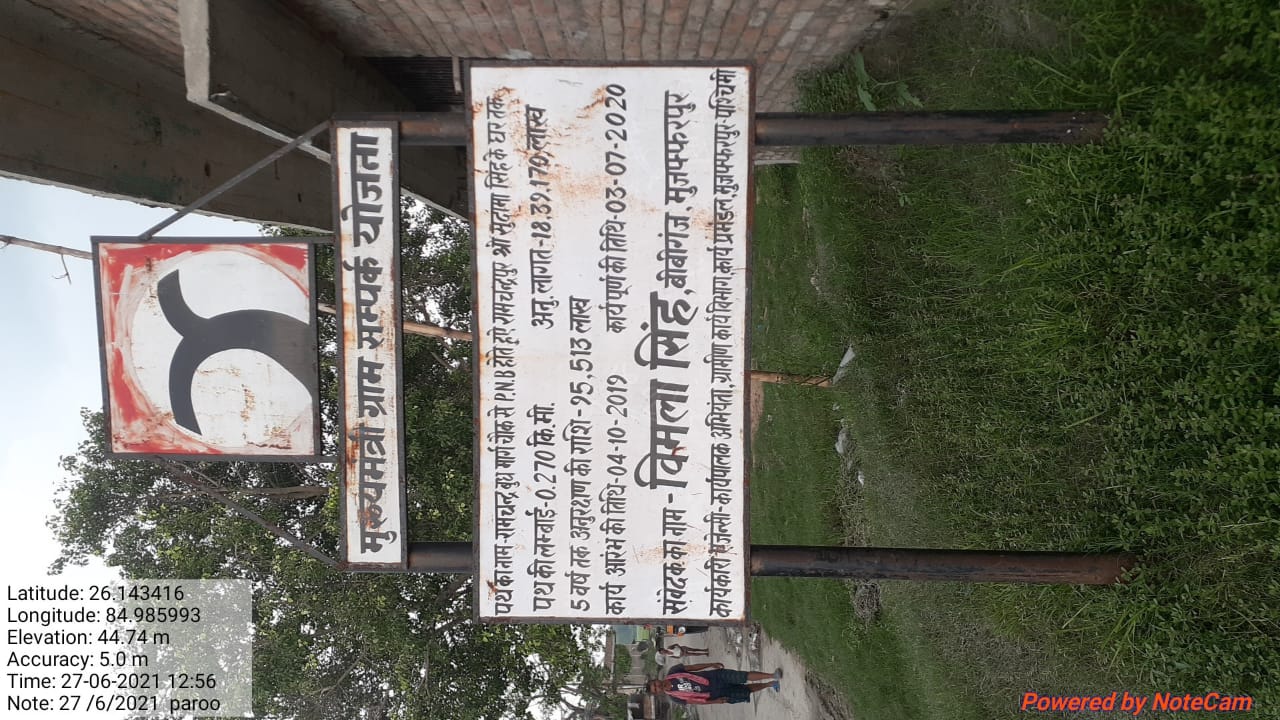 मुख्यमंत्री ग्राम सम्पर्क योजना
पथ का नाम-रामचन्द्र बुध मार्ग चौक से P.N.B होते हुए रामचन्द्रपुर श्री सुदामा सिंह के घर तक
पथ की लम्बाई-0.270 कि.मी. अनु. लागत-18.39.170 लाख
5 वर्ष तक अनुरक्षण की राशि-95,513 लाख
कार्य आरंभ की तिथि-04-10-2019 कार्य पूर्ण की तिथि-03-07-2020
संवेदक का नाम - विमला सिंह, बीबीगंज, मुजफ्फरपुर
कार्यकारी एजेन्सी-कार्यपालक अभियंता, ग्रामीण कार्य विभाग, कार्य प्रमंडल, मुजफ्फरपुर-पश्चिमी
Latitude: 26.143416
Longitude: 84.985993
Elevation: 44.74 m
Accuracy: 5.0 m
Time: 27-06-2021 12:56
Note: 27 /6/2021 paroo
Powered by NoteCam